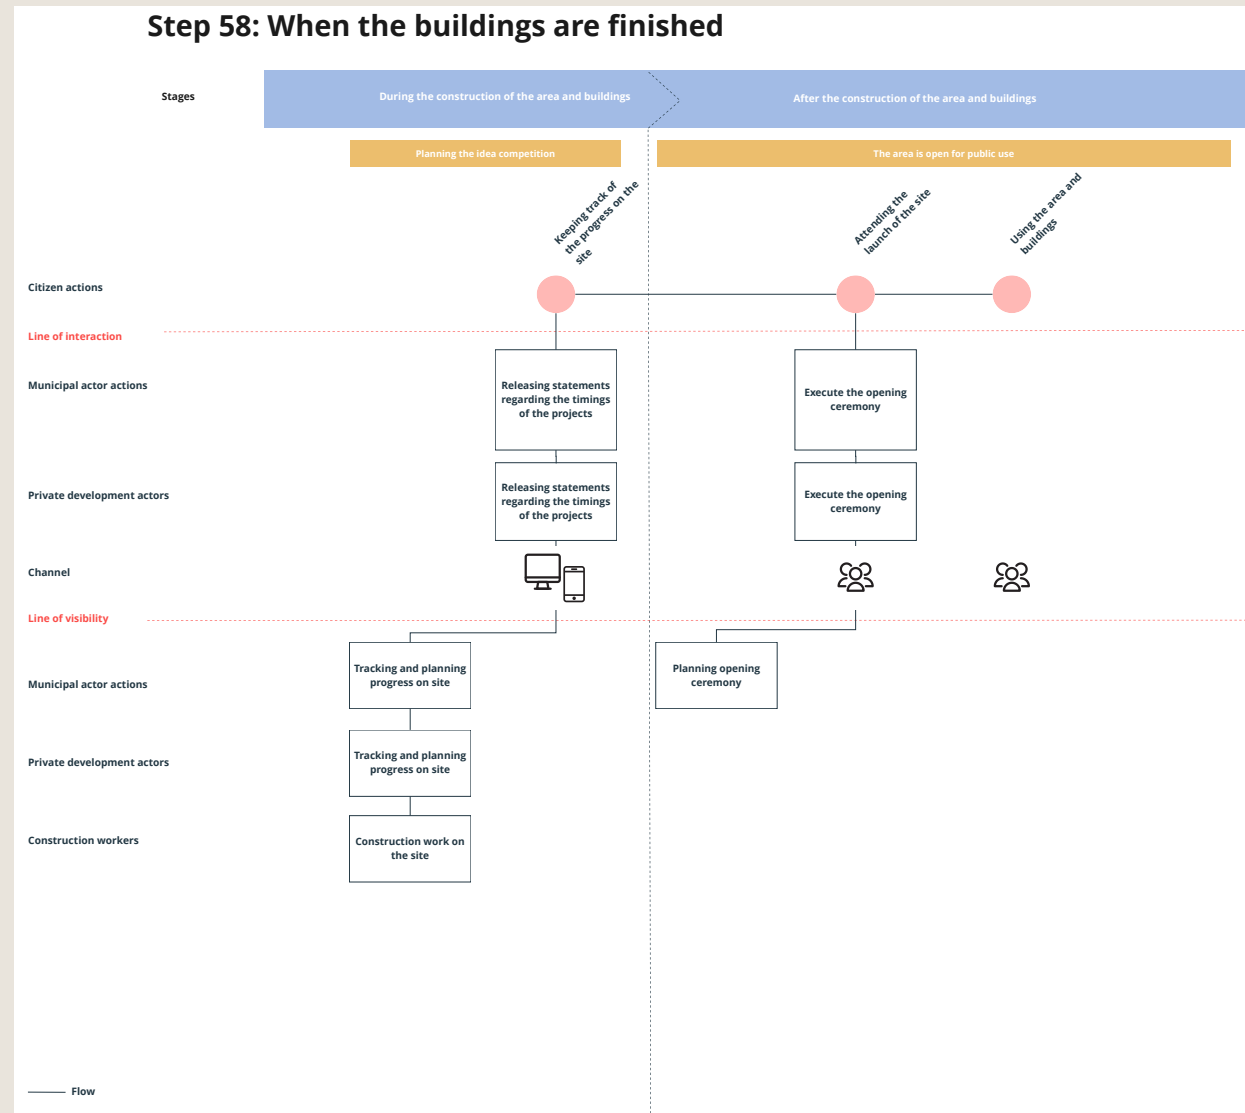 Step 58: When the buildings are finished
Stages
During the construction of the area and buildings
After the construction of the area and buildings
Planning the idea competition
The area is open for public use
Keeping track of
the progress on the
site
Attending the
launch of the site
Using the area and
buildings
Citizen actions
Line of interaction
Municipal actor actions
Releasing statements
regarding the timings
of the projects
Execute the opening
ceremony
Private development actors
Releasing statements
regarding the timings
of the projects
Execute the opening
ceremony
Channel
Line of visibility
Municipal actor actions
Tracking and planning
progress on site
Planning opening
ceremony
Private development actors
Tracking and planning
progress on site
Construction workers
Construction work on
the site
Flow